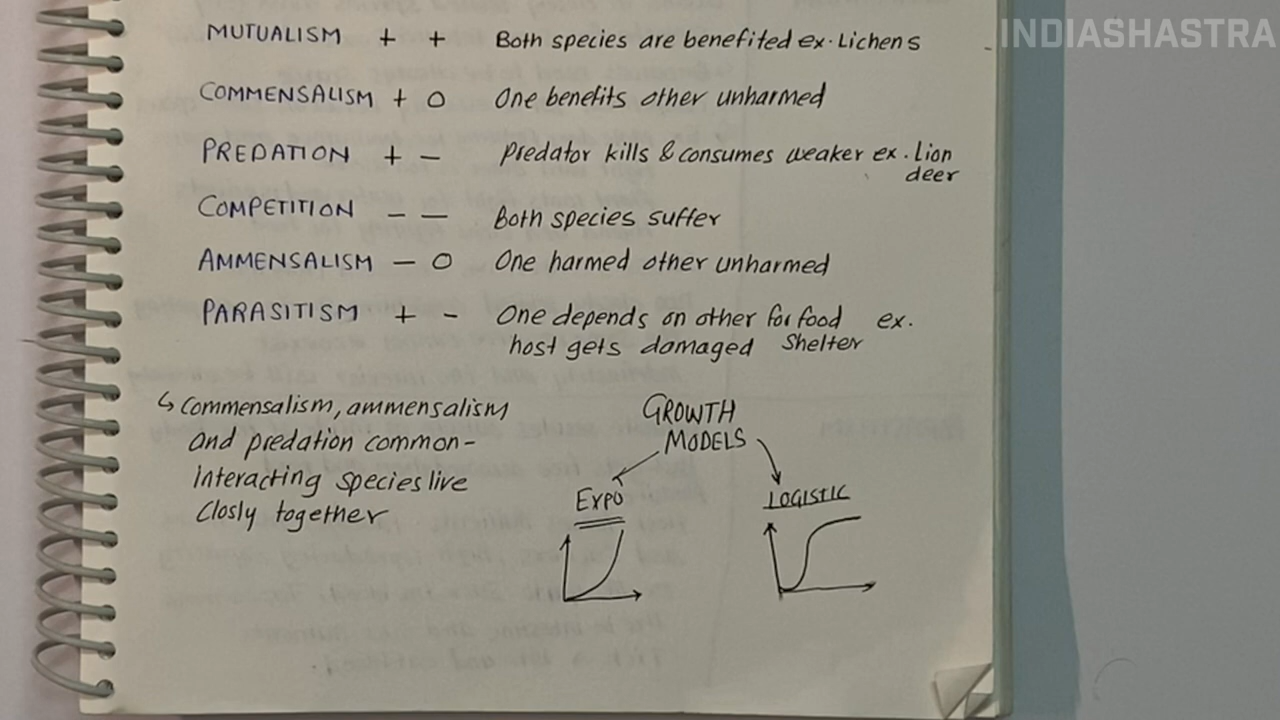 INDIASHASTRA
MUTUALISM + + Both species are benefited ex. Lichens
COMMENSALISM + O One benefits other unharmed
PREDATION + - Predator kills & consumes weaker ex. Lion
deer
COMPETITION - - Both species suffer
AMMENSALISM - O One harmed other unharmed
PARASITISM + - One depends on other for food ex.
host gets damaged Shelter
↳ Commensalism, ammensalism
and predation common-
interacting species live
Closly together
GROWTH
MODELS
EXPO
LOGISTIC